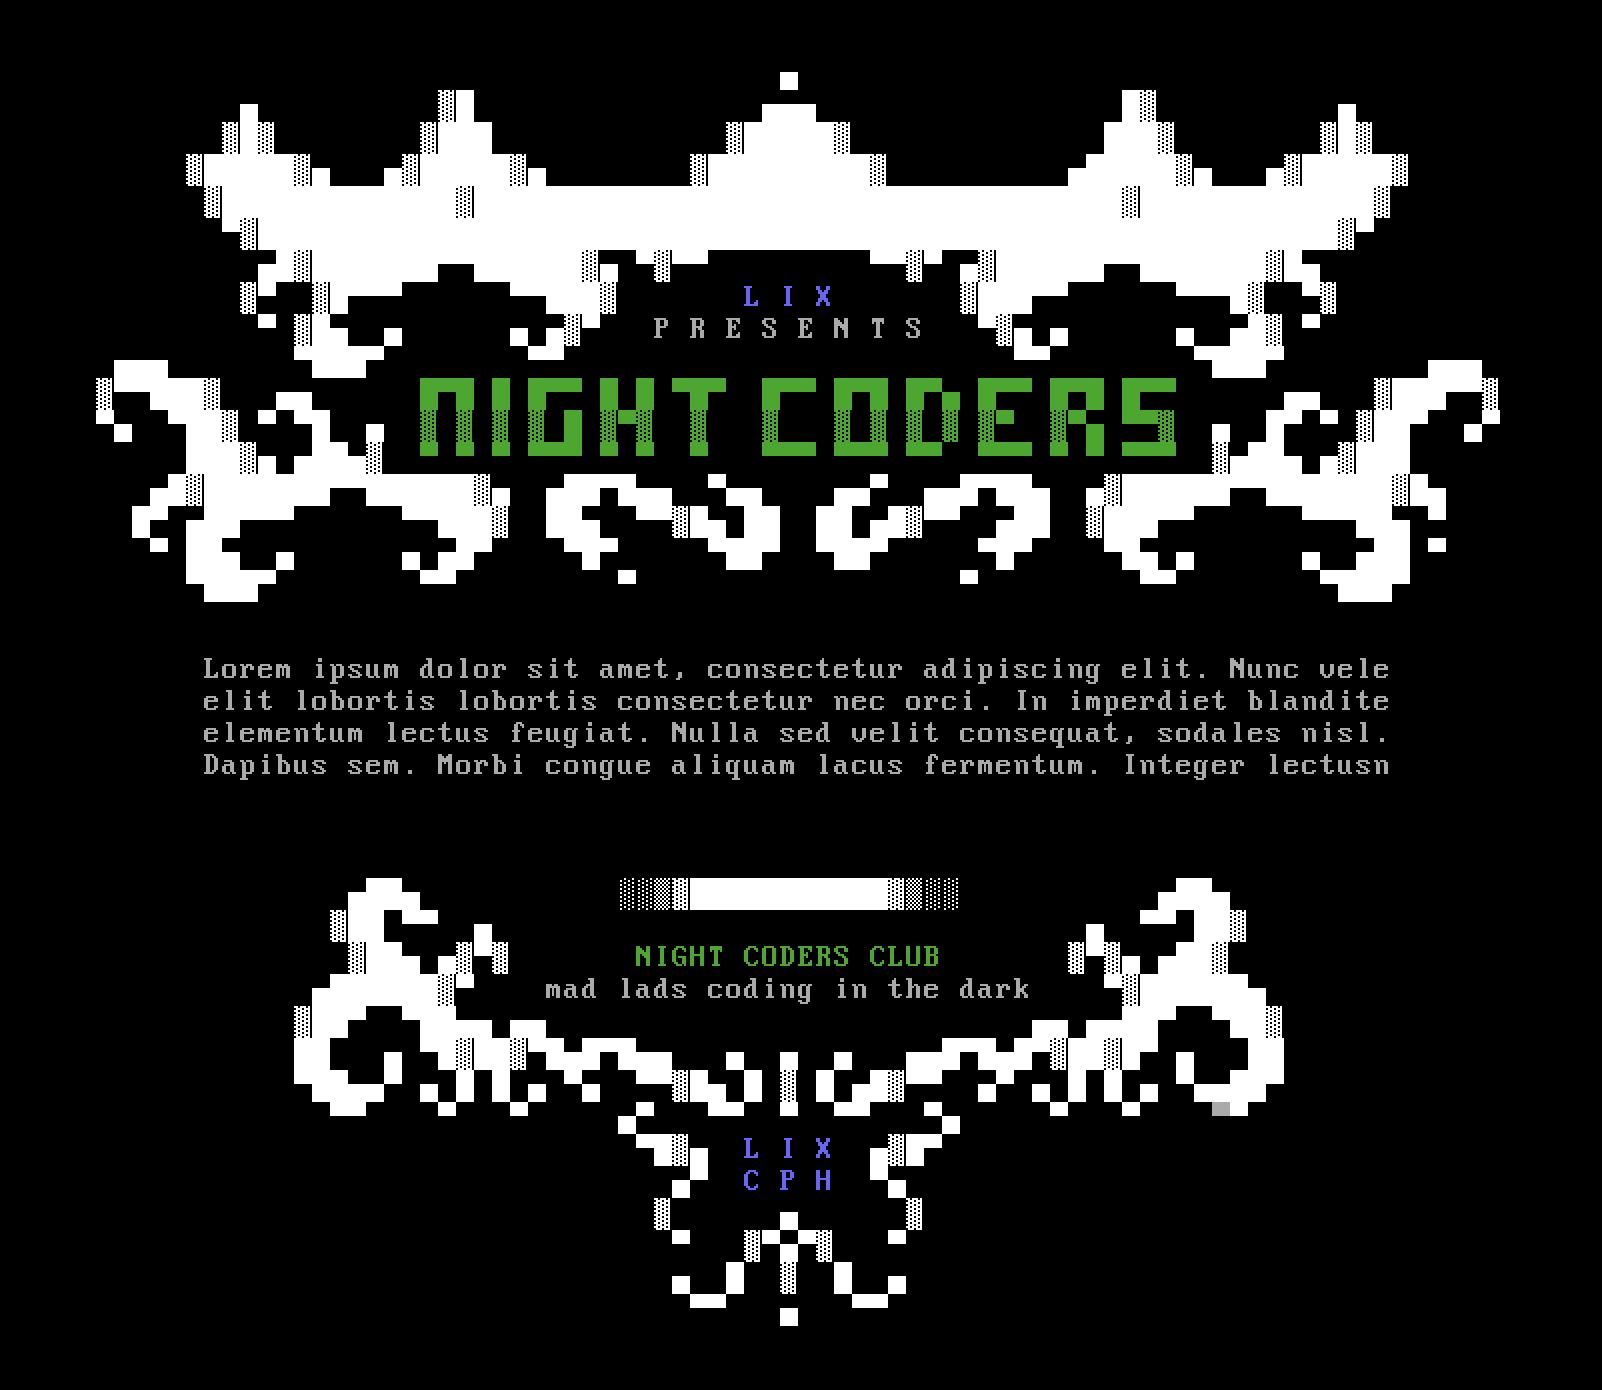 L I X
P R E S E N T S
NIGHT CODERS
Lorem ipsum dolor sit amet, consectetur adipiscing elit. Nunc vele
elit lobortis lobortis consectetur nec orci. In imperdiet blandite
elementum lectus feugiat. Nulla sed velit consequat, sodales nisl.
Dapibus sem. Morbi congue aliquam lacus fermentum. Integer lectusn
NIGHT CODERS CLUB
mad lads coding in the dark
L I X
C P H